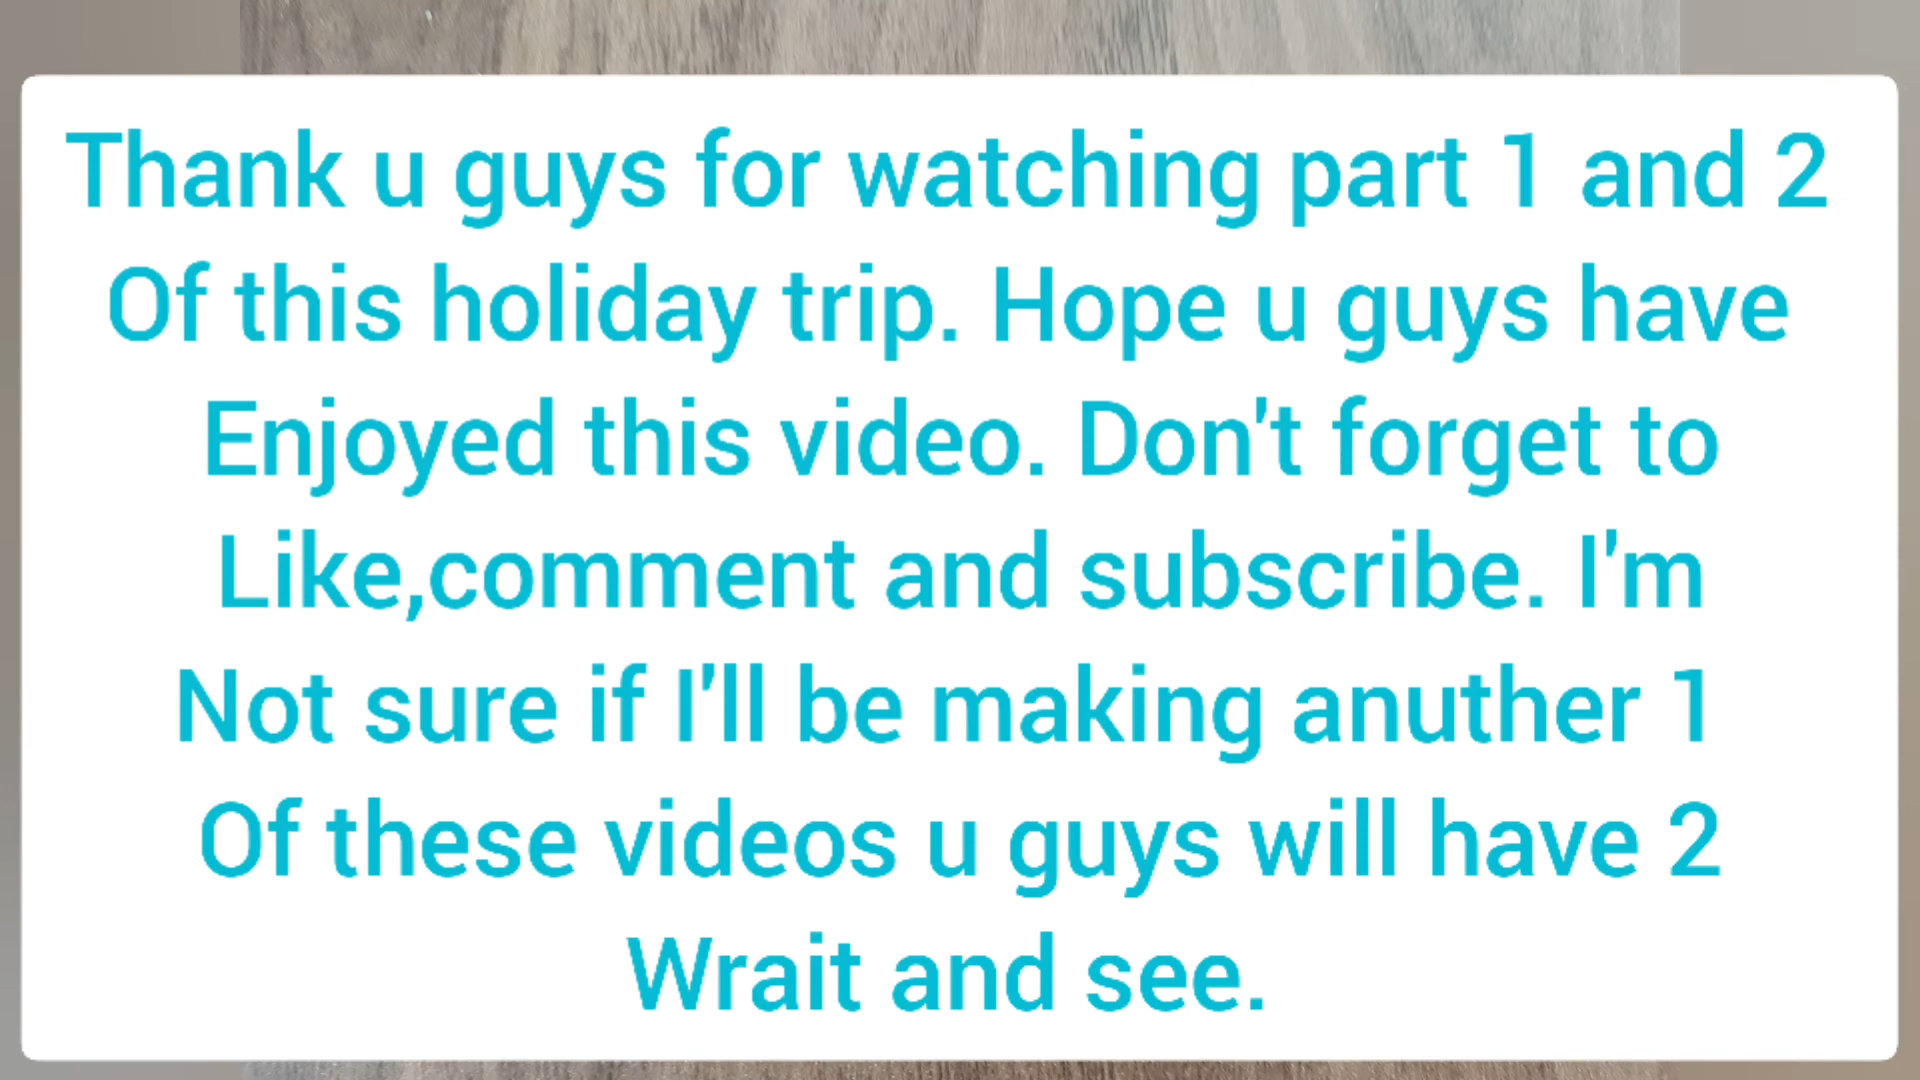 Thank u guys for watching part 1 and 2
Of this holiday trip. Hope u guys have
Enjoyed this video. Don't forget to
Like,comment and subscribe. I'm
Not sure if I'll be making anuther 1
Of these videos u guys will have 2
Wrait and see.